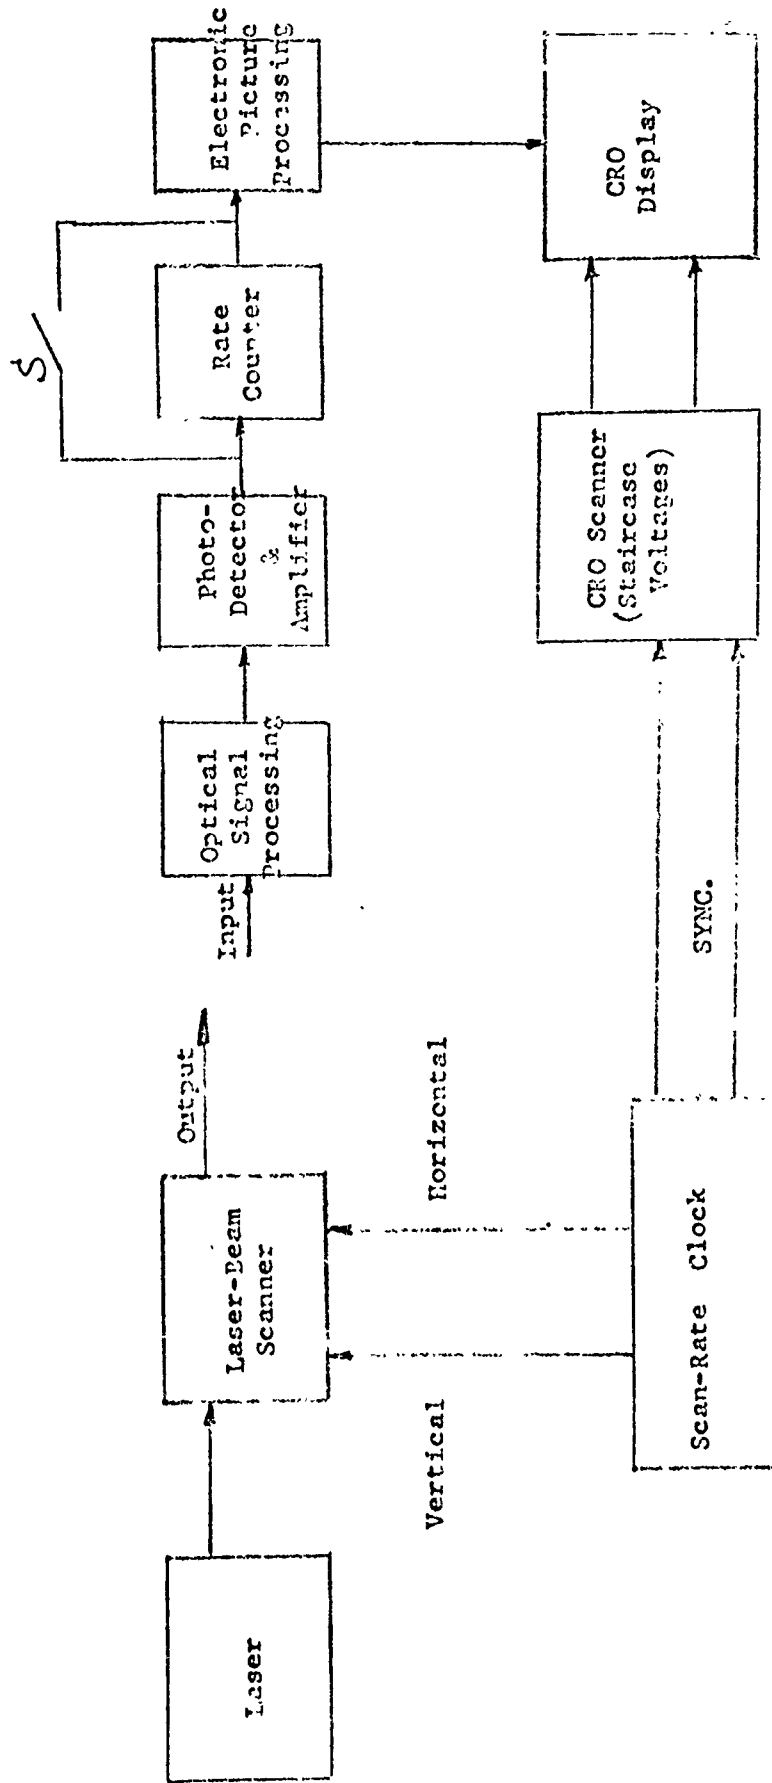 S
Laser
Laser-Beam
Scanner
Output
Input
Optical
Signal
Processing
Photo-
Detector
&
Amplifier
Rate
Counter
Electronic
Picture
Processing
Vertical
Horizontal
Scan-Rate Clock
SYNC.
CRO Scanner
(Staircase
Voltages)
CRO
Display